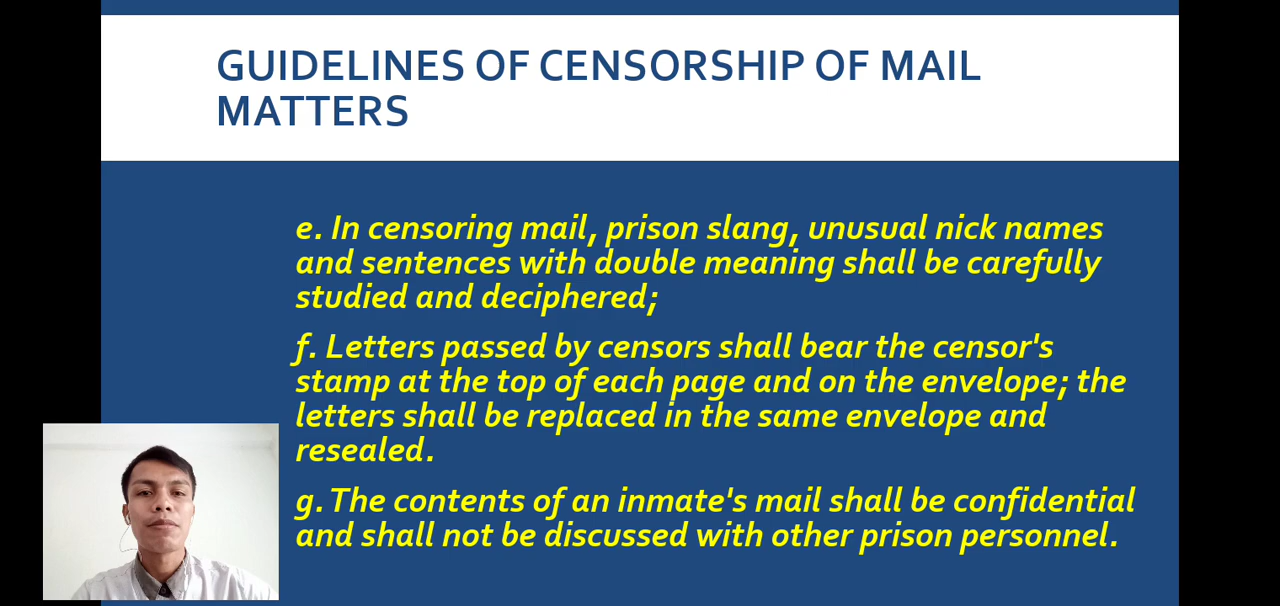 GUIDELINES OF CENSORSHIP OF MAIL
MATTERS
e. In censoring mail, prison slang, unusual nick names
and sentences with double meaning shall be carefully
studied and deciphered;
f. Letters passed by censors shall bear the censor's
stamp at the top of each page and on the envelope; the
letters shall be replaced in the same envelope and
resealed.
g. The contents of an inmate's mail shall be confidential
and shall not be discussed with other prison personnel.